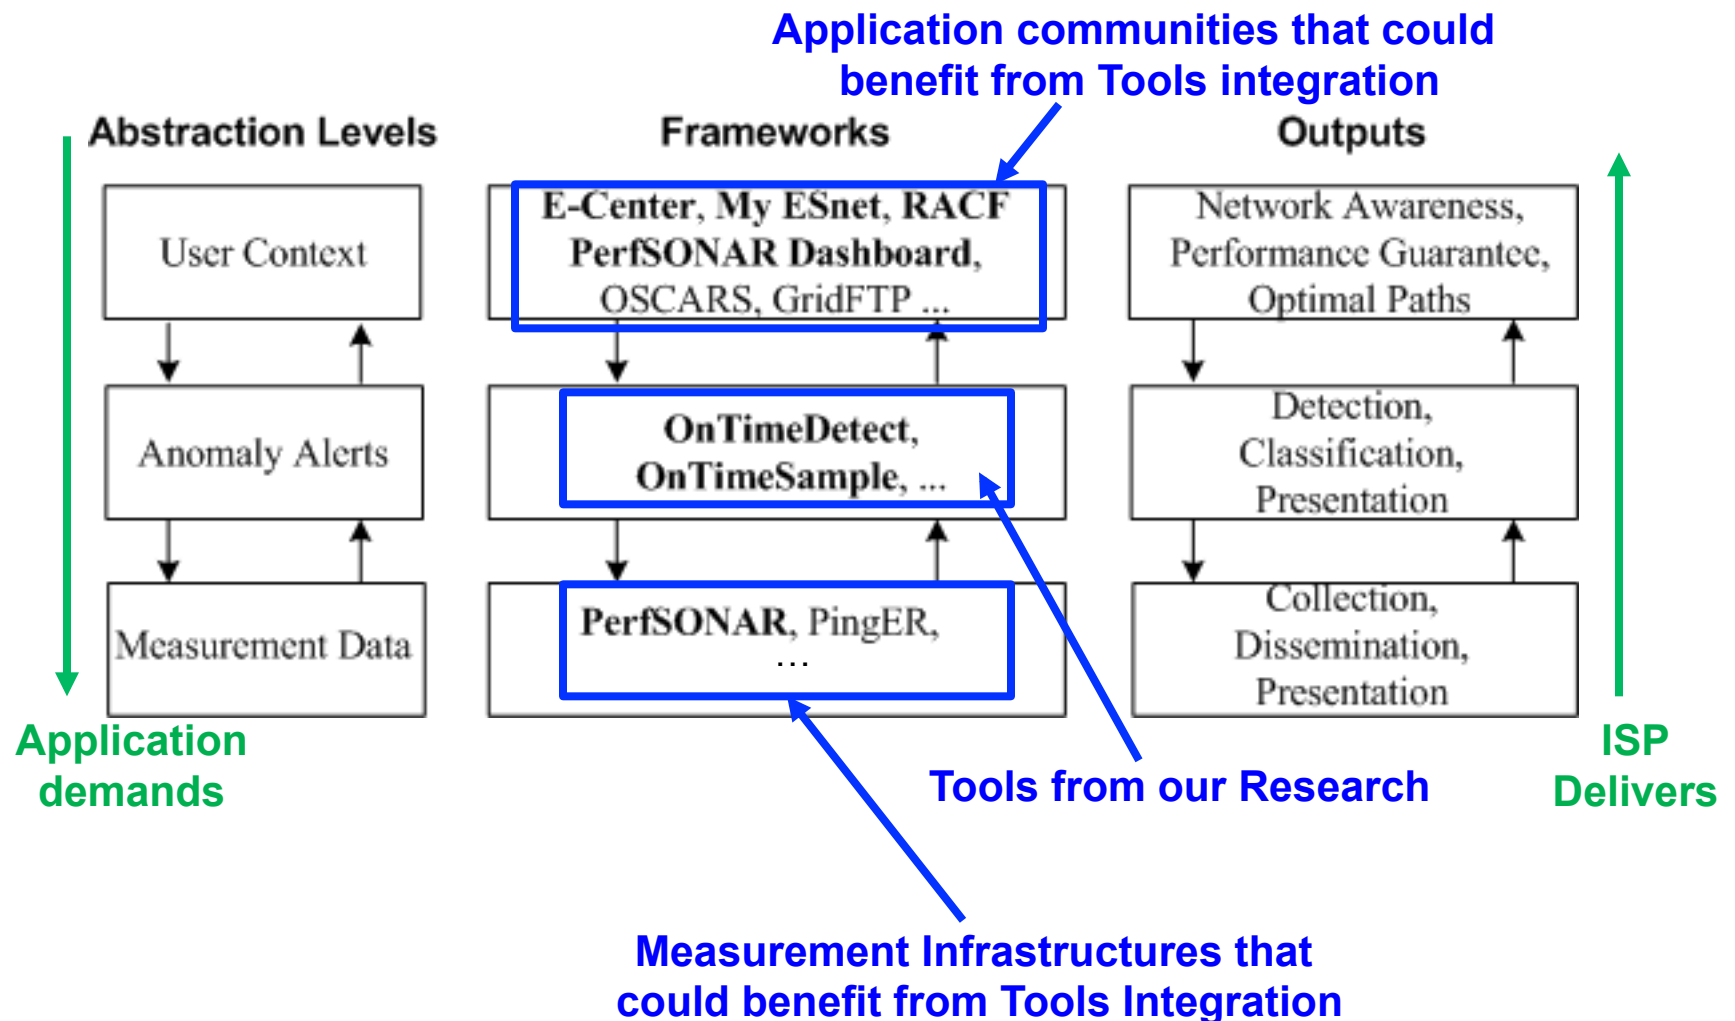 Application communities that could
benefit from Tools integration
Abstraction Levels
Frameworks
Outputs
User Context
E-Center, My ESnet, RACF
PerfSONAR Dashboard,
OSCARS, GridFTP ...
Network Awareness,
Performance Guarantee,
Optimal Paths
Anomaly Alerts
OnTimeDetect,
OnTimeSample, ...
Detection,
Classification,
Presentation
Measurement Data
PerfSONAR, PingER,
...
Collection,
Dissemination,
Presentation
Application
demands
Tools from our Research
ISP
Delivers
Measurement Infrastructures that
could benefit from Tools Integration